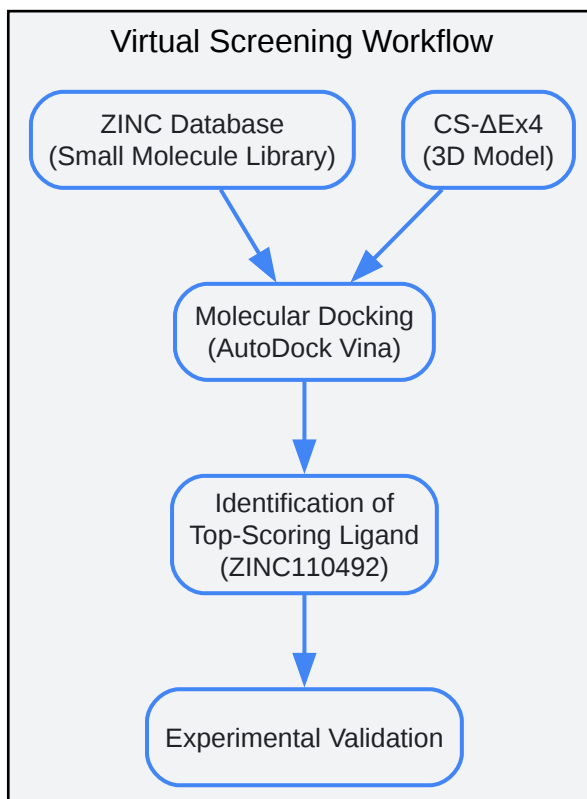 Virtual Screening Workflow
ZINC Database
(Small Molecule Library)
CS-ΔEx4
(3D Model)
Molecular Docking
(AutoDock Vina)
Identification of
Top-Scoring Ligand
(ZINC110492)
Experimental Validation